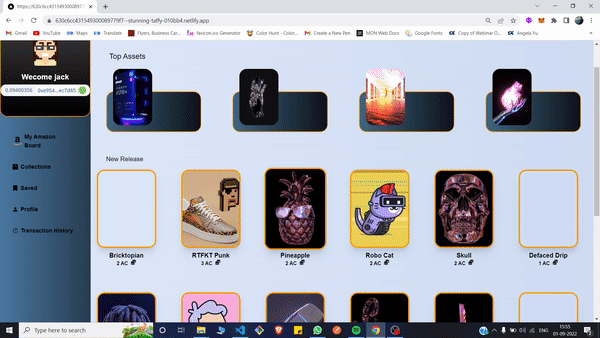 https://630c6cc43154930008977
630c6cc43154930008977 9f7--stunning-taffy-010bb4.netlify.app
Gmail YouTube Maps Translate Flyers, Business Car... favicon.ico Generator Color Hunt - Color... Create a New Pen MDN Web Docs Google Fonts Copy of Webinar O... Angela Yu
Wecome jack
0.09400356 0xe954...ec7d85
My Amazon
Board
Collections
Saved
Profile
Transaction History
Top Assets
New Release
Bricktopian RTFKT Punk Pineapple Robo Cat Skull Defaced Drip
2 AC 3 AC 2 AC 2 AC 2 AC 1 AC
Type here to search
ENG
15:55
01-09-2022